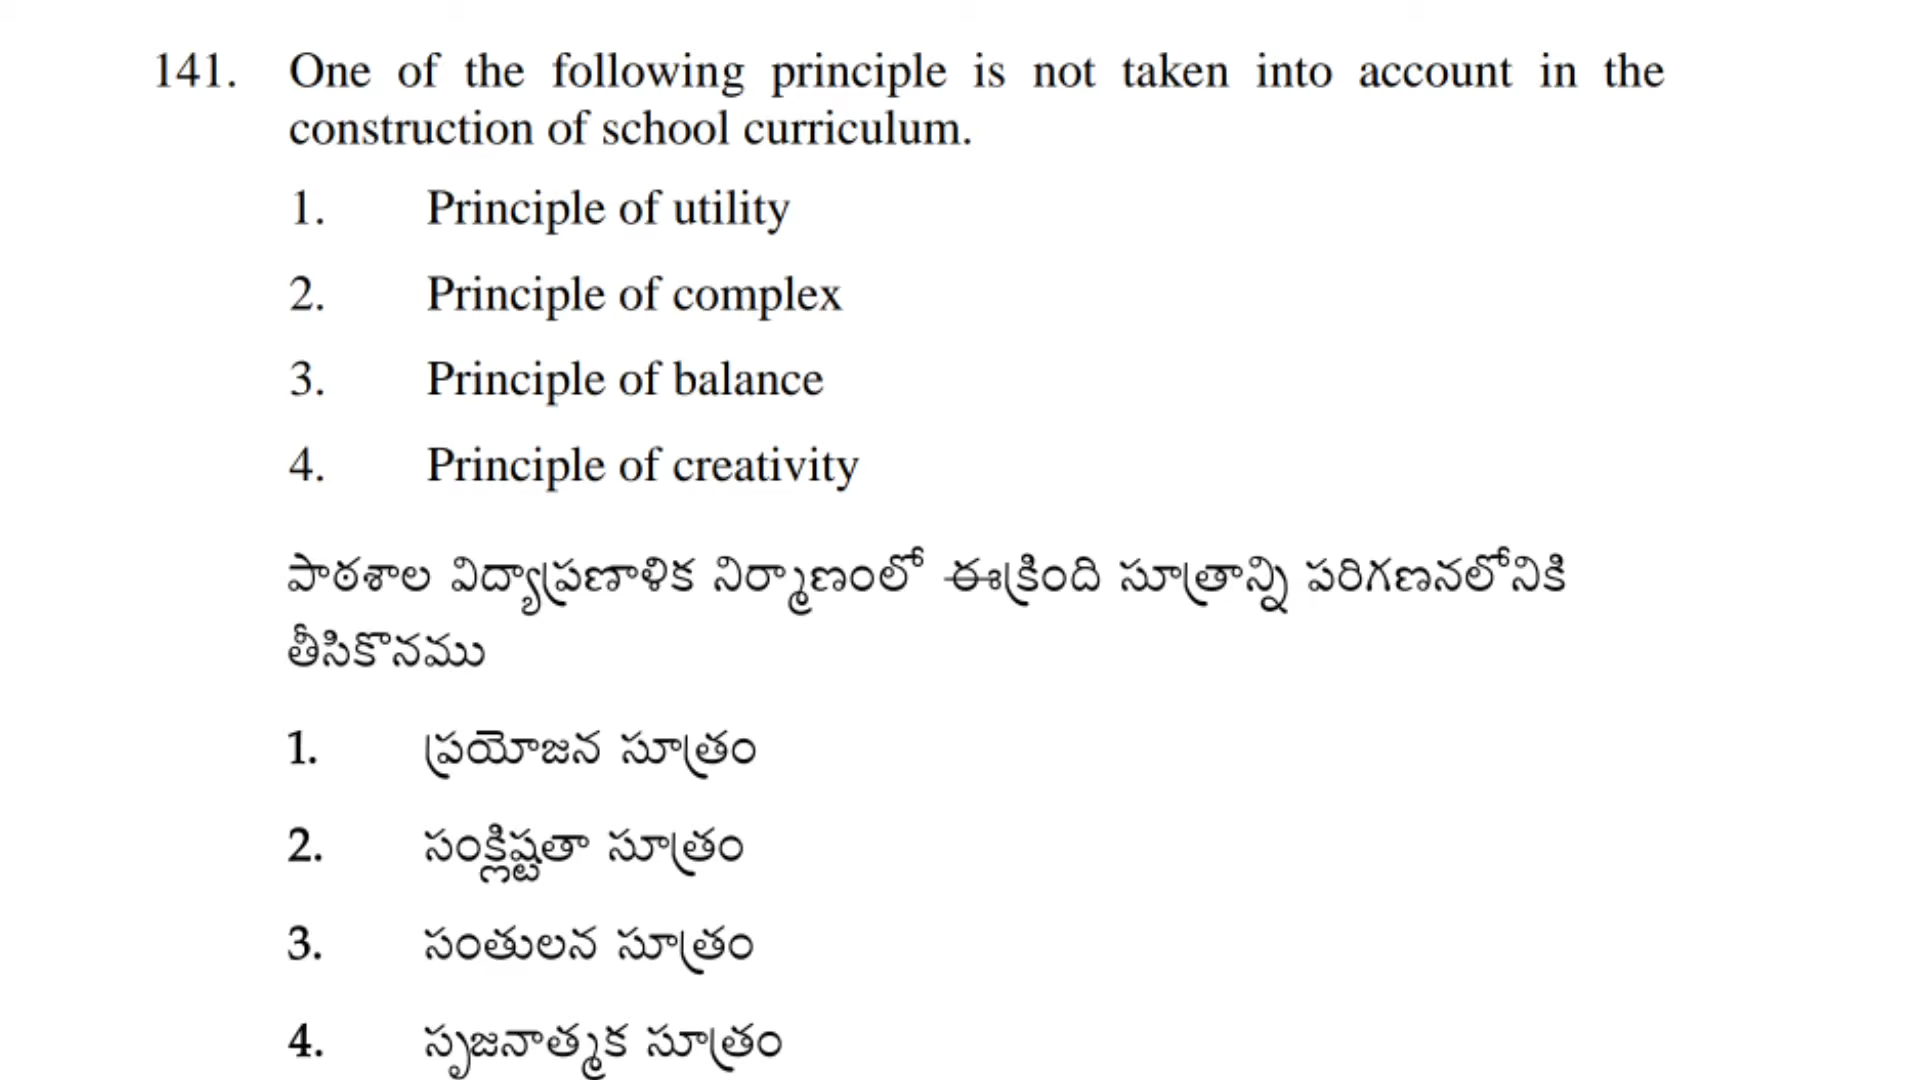 141. One of the following principle is not taken into account in the
construction of school curriculum.
1. Principle of utility
2. Principle of complex
3. Principle of balance
4. Principle of creativity
పాఠశాల విద్యాప్రణాళిక నిర్మాణంలో ఈక్రింది సూత్రాన్ని పరిగణనలోనికి
తీసికొనము
1. ప్రయోజన సూత్రం
2. సంక్లిష్టతా సూత్రం
3. సంతులన సూత్రం
4. సృజనాత్మక సూత్రం